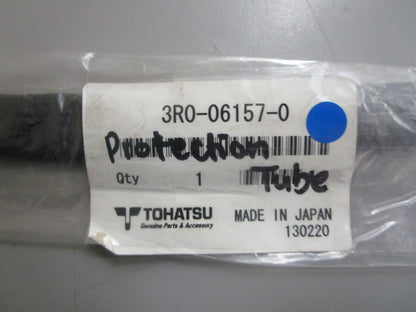 3R0-06157-0
Protection
Qty 1 Tube
TOHATSU MADE IN JAPAN
Genuine Parts & Accessory 130220